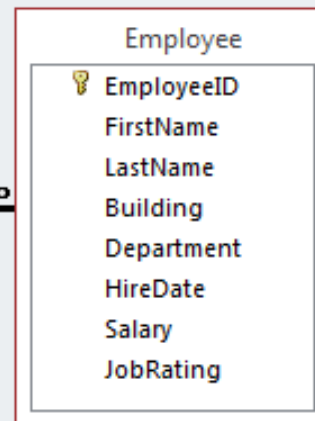 Employee
EmployeeID
FirstName
LastName
Building
Department
HireDate
Salary
JobRating